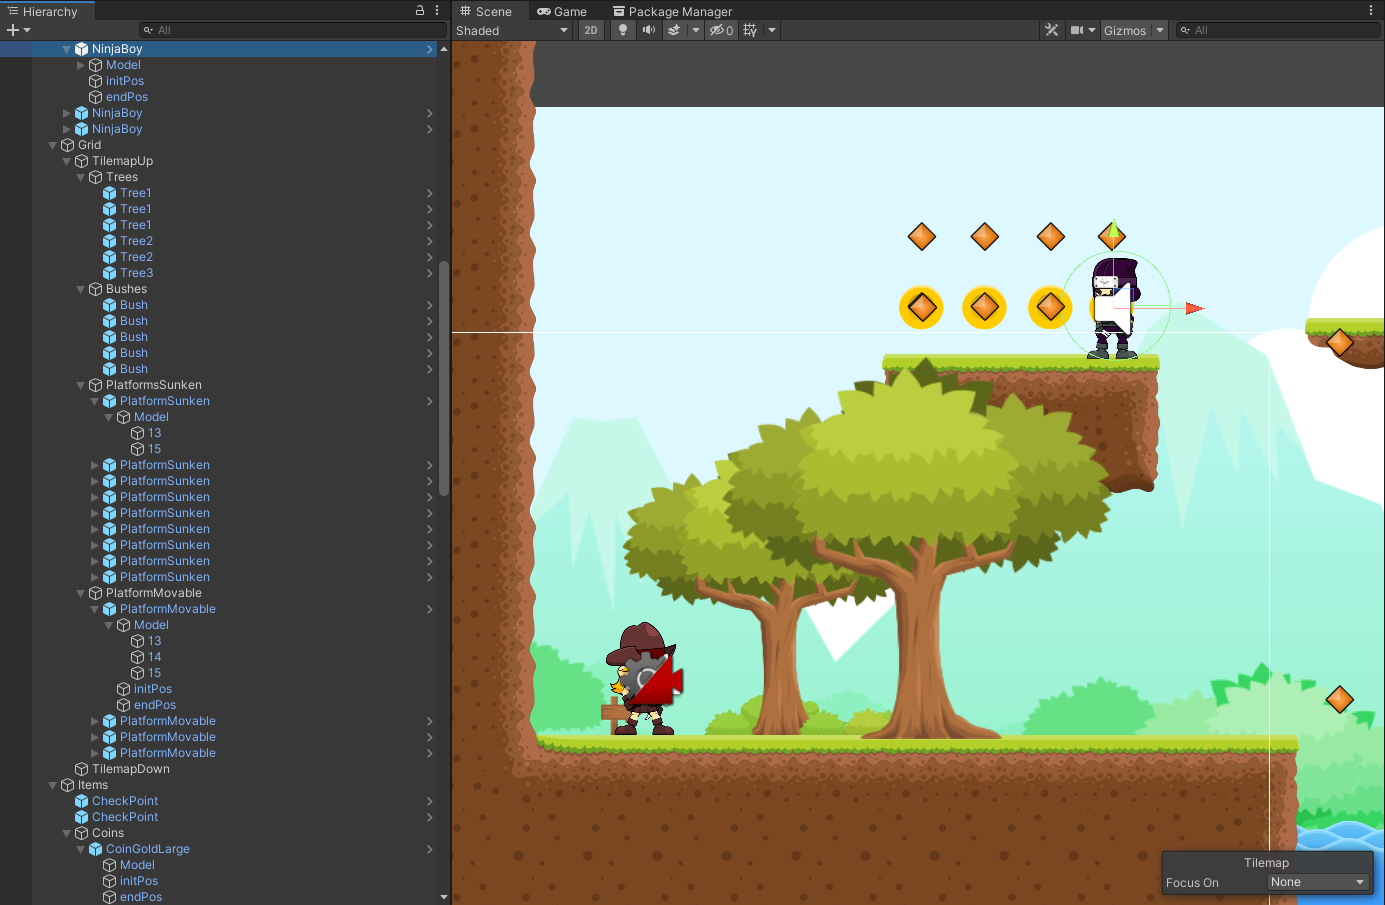 Hierarchy
All
NinjaBoy
Model
initPos
endPos
NinjaBoy
NinjaBoy
Grid
TilemapUp
Trees
Tree1
Tree1
Tree1
Tree2
Tree2
Tree3
Bushes
Bush
Bush
Bush
Bush
Bush
PlatformsSunken
PlatformSunken
Model
13
15
PlatformSunken
PlatformSunken
PlatformSunken
PlatformSunken
PlatformSunken
PlatformSunken
PlatformSunken
PlatformSunken
PlatformMovable
PlatformMovable
Model
13
14
15
initPos
endPos
PlatformMovable
PlatformMovable
PlatformMovable
TilemapDown
Items
CheckPoint
CheckPoint
Coins
CoinGoldLarge
Model
initPos
endPos
Scene Game Package Manager
Shaded 2D 0 Gizmos All
Tilemap
Focus On None